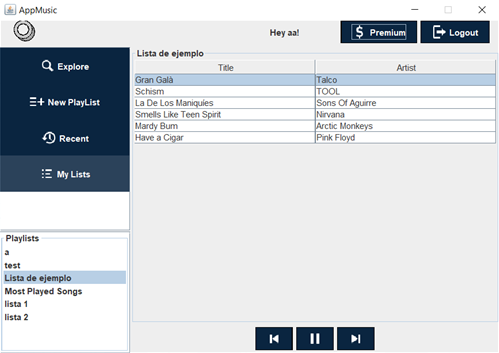 AppMusic
Hey aa!
Premium
Logout
Explore
New PlayList
Recent
My Lists
Playlists
a
test
Lista de ejemplo
Most Played Songs
lista 1
lista 2
Lista de ejemplo
Title Artist
Gran Galà Talco
Schism TOOL
La De Los Maniquíes Sons Of Aguirre
Smells Like Teen Spirit Nirvana
Mardy Bum Arctic Monkeys
Have a Cigar Pink Floyd